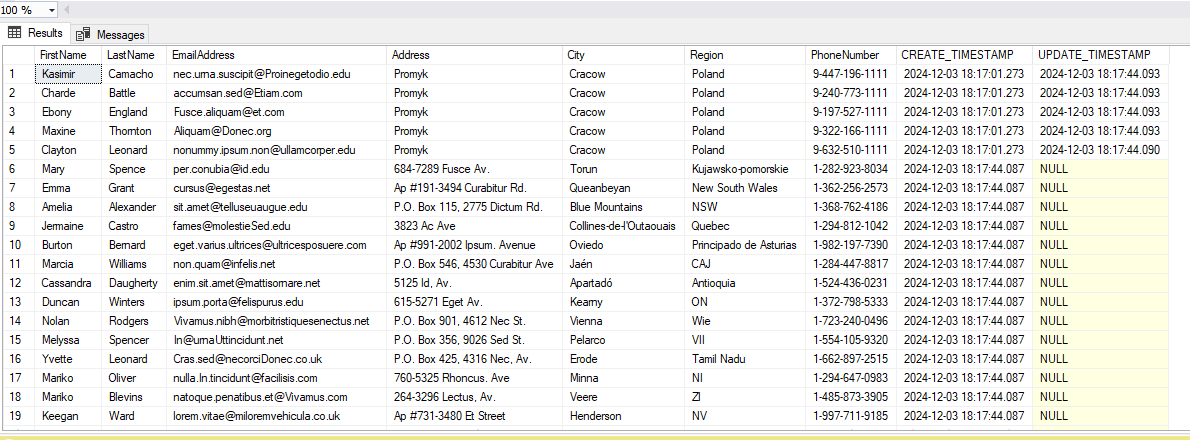 100 %
Results Messages
FirstName LastName EmailAddress Address City Region PhoneNumber CREATE_TIMESTAMP UPDATE_TIMESTAMP
1 Kasimir Camacho nec.urna.suscipit@Proinegetodio.edu Promyk Cracow Poland 9-447-196-1111 2024-12-03 18:17:01.273 2024-12-03 18:17:44.093
2 Charde Battle accumsan.sed@Etiam.com Promyk Cracow Poland 9-240-773-1111 2024-12-03 18:17:01.273 2024-12-03 18:17:44.093
3 Ebony England Fusce.aliquam@et.com Promyk Cracow Poland 9-197-527-1111 2024-12-03 18:17:01.273 2024-12-03 18:17:44.093
4 Maxine Thornton Aliquam@Donec.org Promyk Cracow Poland 9-322-166-1111 2024-12-03 18:17:01.273 2024-12-03 18:17:44.093
5 Clayton Leonard nonummy.ipsum.non@ullamcorper.edu Promyk Cracow Poland 9-632-510-1111 2024-12-03 18:17:01.273 2024-12-03 18:17:44.090
6 Mary Spence per.conubia@id.edu 684-7289 Fusce Av. Torun Kujawsko-pomorskie 1-282-923-8034 2024-12-03 18:17:44.087 NULL
7 Emma Grant cursus@egestas.net Ap #191-3494 Curabitur Rd. Queanbeyan New South Wales 1-362-256-2573 2024-12-03 18:17:44.087 NULL
8 Amelia Alexander sit.amet@telluseuaugue.edu P.O. Box 115, 2775 Dictum Rd. Blue Mountains NSW 1-368-762-4186 2024-12-03 18:17:44.087 NULL
9 Jermaine Castro fames@molestieSed.edu 3823 Ac Ave Collines-de-l'Outaouais Quebec 1-294-812-1042 2024-12-03 18:17:44.087 NULL
10 Burton Bernard eget.varius.ultrices@ultricesposuere.com Ap #991-2002 Ipsum. Avenue Oviedo Principado de Asturias 1-982-197-7390 2024-12-03 18:17:44.087 NULL
11 Marcia Williams non.quam@infelis.net P.O. Box 546, 4530 Curabitur Ave Jaén CAJ 1-284-447-8817 2024-12-03 18:17:44.087 NULL
12 Cassandra Daugherty enim.sit.amet@mattisornare.net 5125 Id, Av. Apartadó Antioquia 1-524-436-0231 2024-12-03 18:17:44.087 NULL
13 Duncan Winters ipsum.porta@felispurus.edu 615-5271 Eget Av. Kearny ON 1-372-798-5333 2024-12-03 18:17:44.087 NULL
14 Nolan Rodgers Vivamus.nibh@morbitristiquesenectus.net P.O. Box 901, 4612 Nec St. Vienna Wie 1-723-240-0496 2024-12-03 18:17:44.087 NULL
15 Melyssa Spencer In@urnaUttincidunt.net P.O. Box 356, 9026 Sed St. Pelarco VII 1-554-105-9320 2024-12-03 18:17:44.087 NULL
16 Yvette Leonard Cras.sed@necorciDonec.co.uk P.O. Box 425, 4316 Nec, Av. Erode Tamil Nadu 1-662-897-2515 2024-12-03 18:17:44.087 NULL
17 Mariko Oliver nulla.In.tincidunt@facilisis.com 760-5325 Rhoncus. Ave Minna NI 1-294-647-0983 2024-12-03 18:17:44.087 NULL
18 Mariko Blevins natoque.penatibus.et@Vivamus.com 264-3296 Lectus, Av. Veere ZI 1-485-873-3905 2024-12-03 18:17:44.087 NULL
19 Keegan Ward lorem.vitae@miloremvehicula.co.uk Ap #731-3480 Et Street Henderson NV 1-997-711-9185 2024-12-03 18:17:44.087 NULL